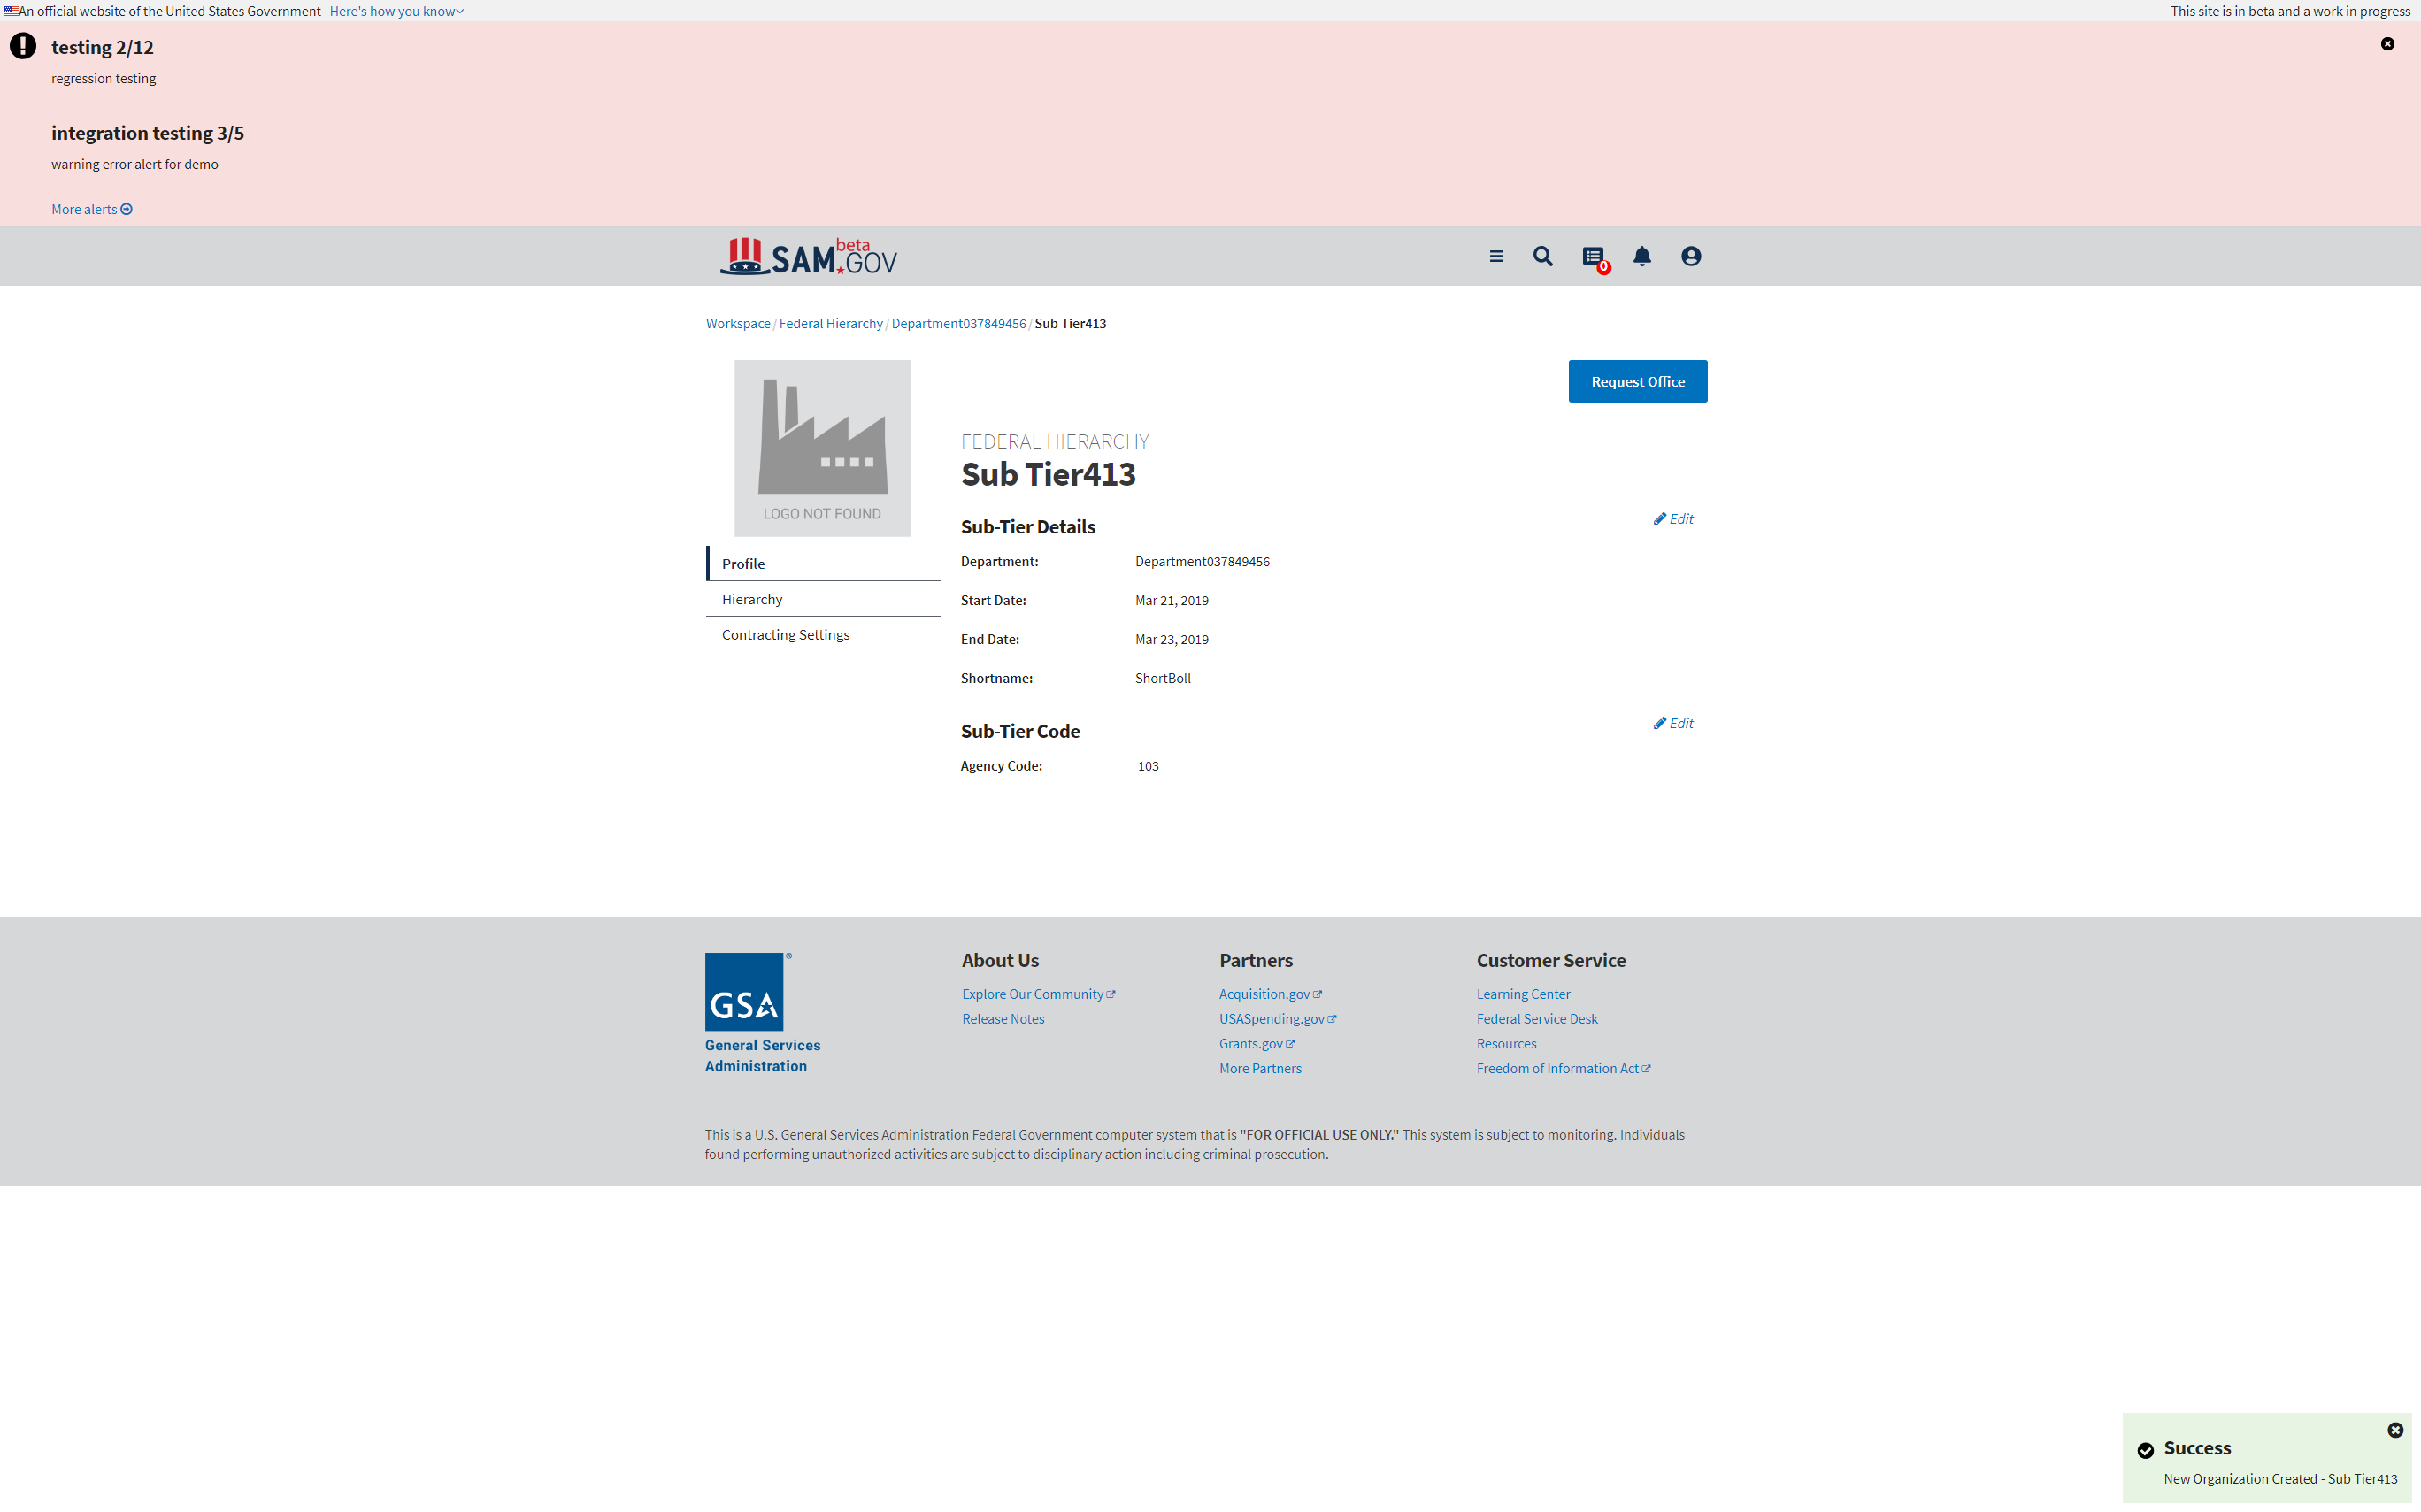 An official website of the United States Government Here's how you know
This site is in beta and a work in progress
testing 2/12
regression testing
integration testing 3/5
warning error alert for demo
More alerts
SAM.GOV beta
0
Workspace / Federal Hierarchy / Department037849456 / Sub Tier413
LOGO NOT FOUND
Request Office
FEDERAL HIERARCHY
Sub Tier413
Profile
Hierarchy
Contracting Settings
Sub-Tier Details
Edit
Department: Department037849456
Start Date: Mar 21, 2019
End Date: Mar 23, 2019
Shortname: ShortBoll
Sub-Tier Code
Edit
Agency Code: 103
GSA ®
General Services
Administration
About Us
Explore Our Community
Release Notes
Partners
Acquisition.gov
USASpending.gov
Grants.gov
More Partners
Customer Service
Learning Center
Federal Service Desk
Resources
Freedom of Information Act
This is a U.S. General Services Administration Federal Government computer system that is "FOR OFFICIAL USE ONLY." This system is subject to monitoring. Individuals
found performing unauthorized activities are subject to disciplinary action including criminal prosecution.
Success
New Organization Created - Sub Tier413